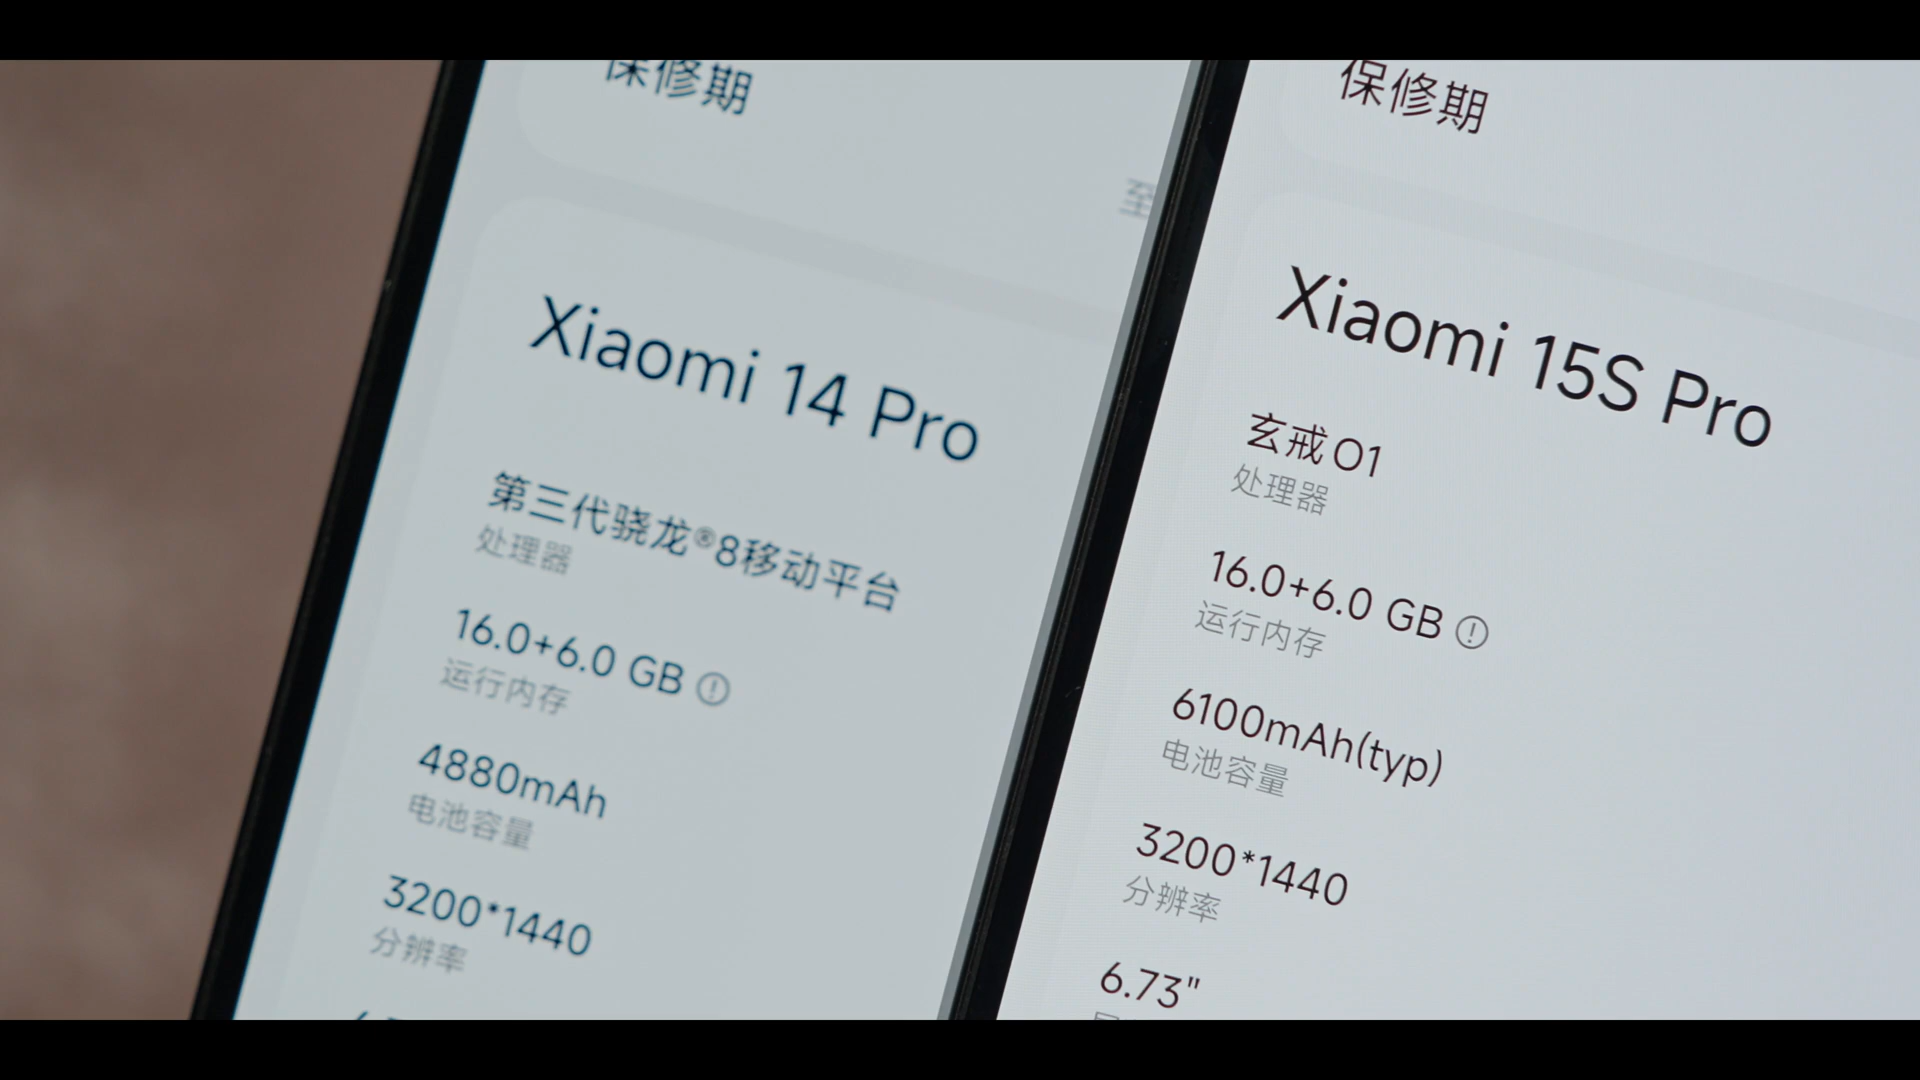 保修期
至
Xiaomi 14 Pro
第三代骁龙®8移动平台
处理器
16.0+6.0 GB
运行内存
4880mAh
电池容量
3200*1440
分辨率
保修期
Xiaomi 15S Pro
玄戒O1
处理器
16.0+6.0 GB
运行内存
6100mAh(typ)
电池容量
3200*1440
分辨率
6.73"